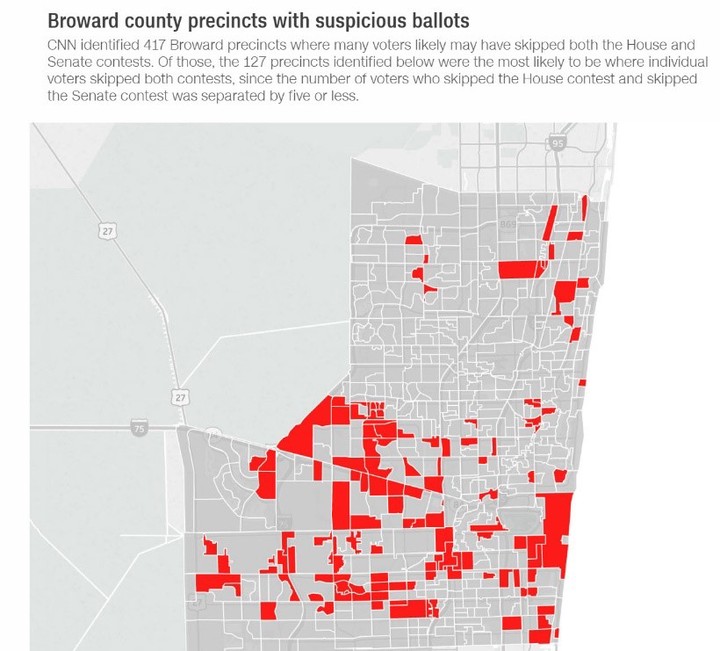 Broward county precincts with suspicious ballots
CNN identified 417 Broward precincts where many voters likely may have skipped both the House and
Senate contests. Of those, the 127 precincts identified below were the most likely to be where individual
voters skipped both contests, since the number of voters who skipped the House contest and skipped
the Senate contest was separated by five or less.
95
27
869
27
75